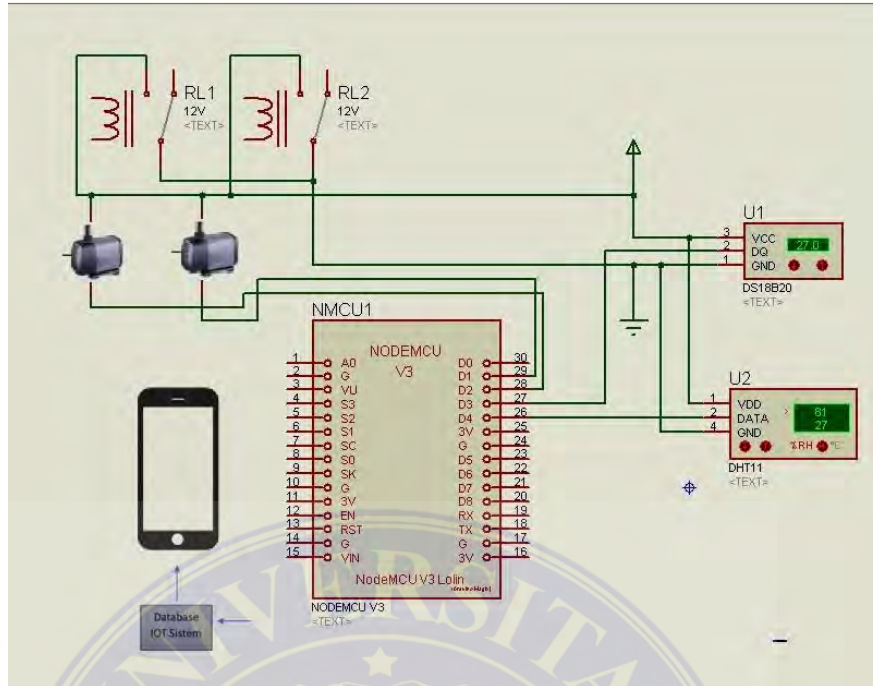 RL1
12V
<TEXT>
RL2
12V
<TEXT>
U1
3 VCC
2 DQ
1 GND
27.0
DS18B20
<TEXT>
NMCU1
NODEMCU
V3
1 A0
2 G
3 VU
4 S3
5 S2
6 S1
7 SC
8 S0
9 SK
10 G
11 3V
12 EN
13 RST
14 G
15 VIN
D0 30
D1 29
D2 28
D3 27
D4 26
3V 25
G 24
D5 23
D6 22
D7 21
D8 20
RX 19
TX 18
G 17
3V 16
NodeMCU V3 Lolin
NODEMCU V3
<TEXT>
U2
1 VDD
2 DATA
4 GND
>
81
27
%RH °C
DHT11
<TEXT>
Database
IOT Sistem
UNIVERSITA